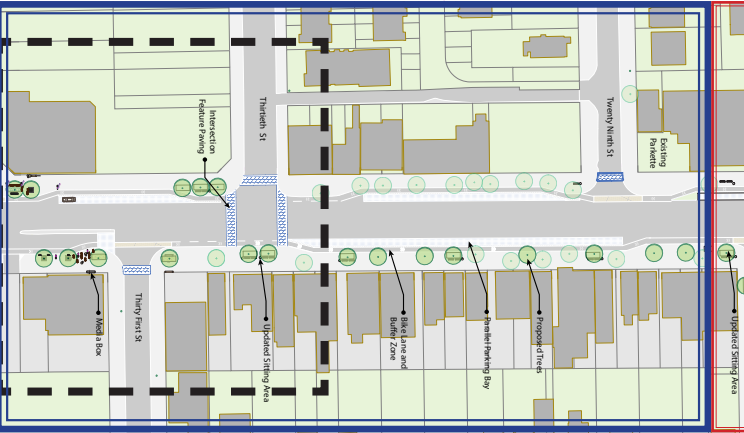 Thirtieth St
Twenty Ninth St
Intersection
Feature Paving
Existing
Parkette
Thirty First St
Media Box
Updated Sitting Area
Bike Lane and
Buffer Zone
Parallel Parking Bay
Proposed Trees
Updated Sitting Area